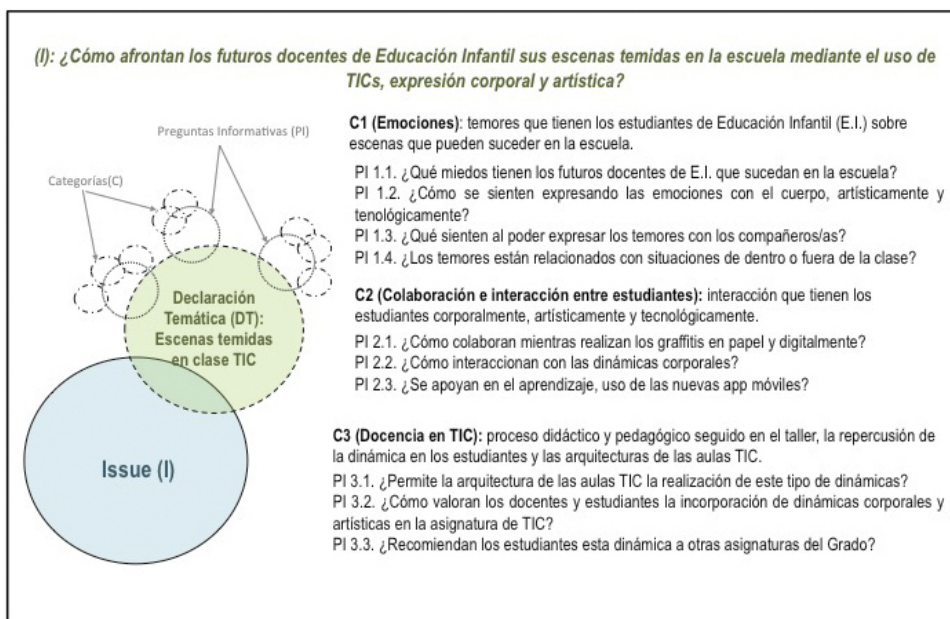 (I): ¿Cómo afrontan los futuros docentes de Educación Infantil sus escenas temidas en la escuela mediante el uso de
TICs, expresión corporal y artística?
Preguntas Informativas (PI)
Categorías(C)
Declaración
Temática (DT):
Escenas temidas
en clase TIC
Issue (I)
C1 (Emociones): temores que tienen los estudiantes de Educación Infantil (E.I.) sobre
escenas que pueden suceder en la escuela.
PI 1.1. ¿Qué miedos tienen los futuros docentes de E.I. que sucedan en la escuela?
PI 1.2. ¿Cómo se sienten expresando las emociones con el cuerpo, artísticamente y
tenológicamente?
PI 1.3. ¿Qué sienten al poder expresar los temores con los compañeros/as?
PI 1.4. ¿Los temores están relacionados con situaciones de dentro o fuera de la clase?
C2 (Colaboración e interacción entre estudiantes): interacción que tienen los
estudiantes corporalmente, artísticamente y tecnológicamente.
PI 2.1. ¿Cómo colaboran mientras realizan los graffitis en papel y digitalmente?
PI 2.2. ¿Cómo interaccionan con las dinámicas corporales?
PI 2.3. ¿Se apoyan en el aprendizaje, uso de las nuevas app móviles?
C3 (Docencia en TIC): proceso didáctico y pedagógico seguido en el taller, la repercusión de
la dinámica en los estudiantes y las arquitecturas de las aulas TIC.
PI 3.1. ¿Permite la arquitectura de las aulas TIC la realización de este tipo de dinámicas?
PI 3.2. ¿Cómo valoran los docentes y estudiantes la incorporación de dinámicas corporales y
artísticas en la asignatura de TIC?
PI 3.3. ¿Recomiendan los estudiantes esta dinámica a otras asignaturas del Grado?